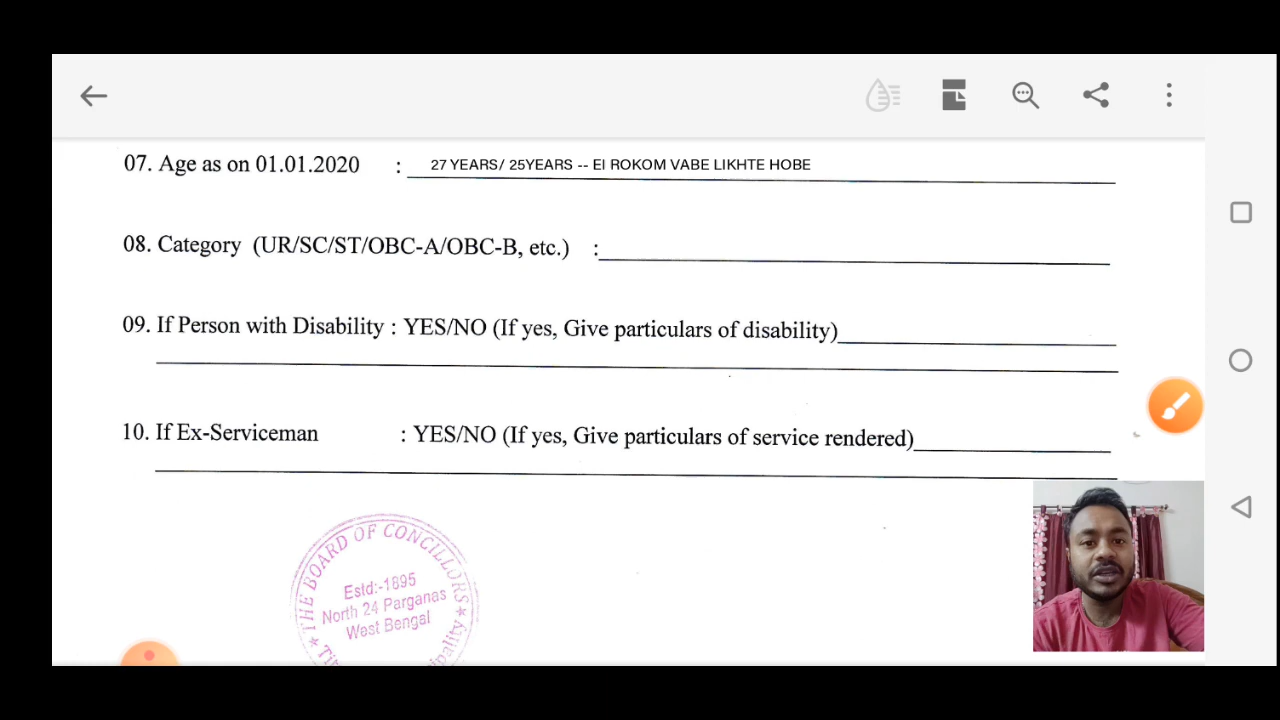 07. Age as on 01.01.2020 : 27 YEARS/ 25YEARS -- EI ROKOM VABE LIKHTE HOBE
08. Category (UR/SC/ST/OBC-A/OBC-B, etc.) :
09. If Person with Disability : YES/NO (If yes, Give particulars of disability)
10. If Ex-Serviceman : YES/NO (If yes, Give particulars of service rendered)
THE BOARD OF CONCILLORS
Estd:-1895
North 24 Parganas
West Bengal